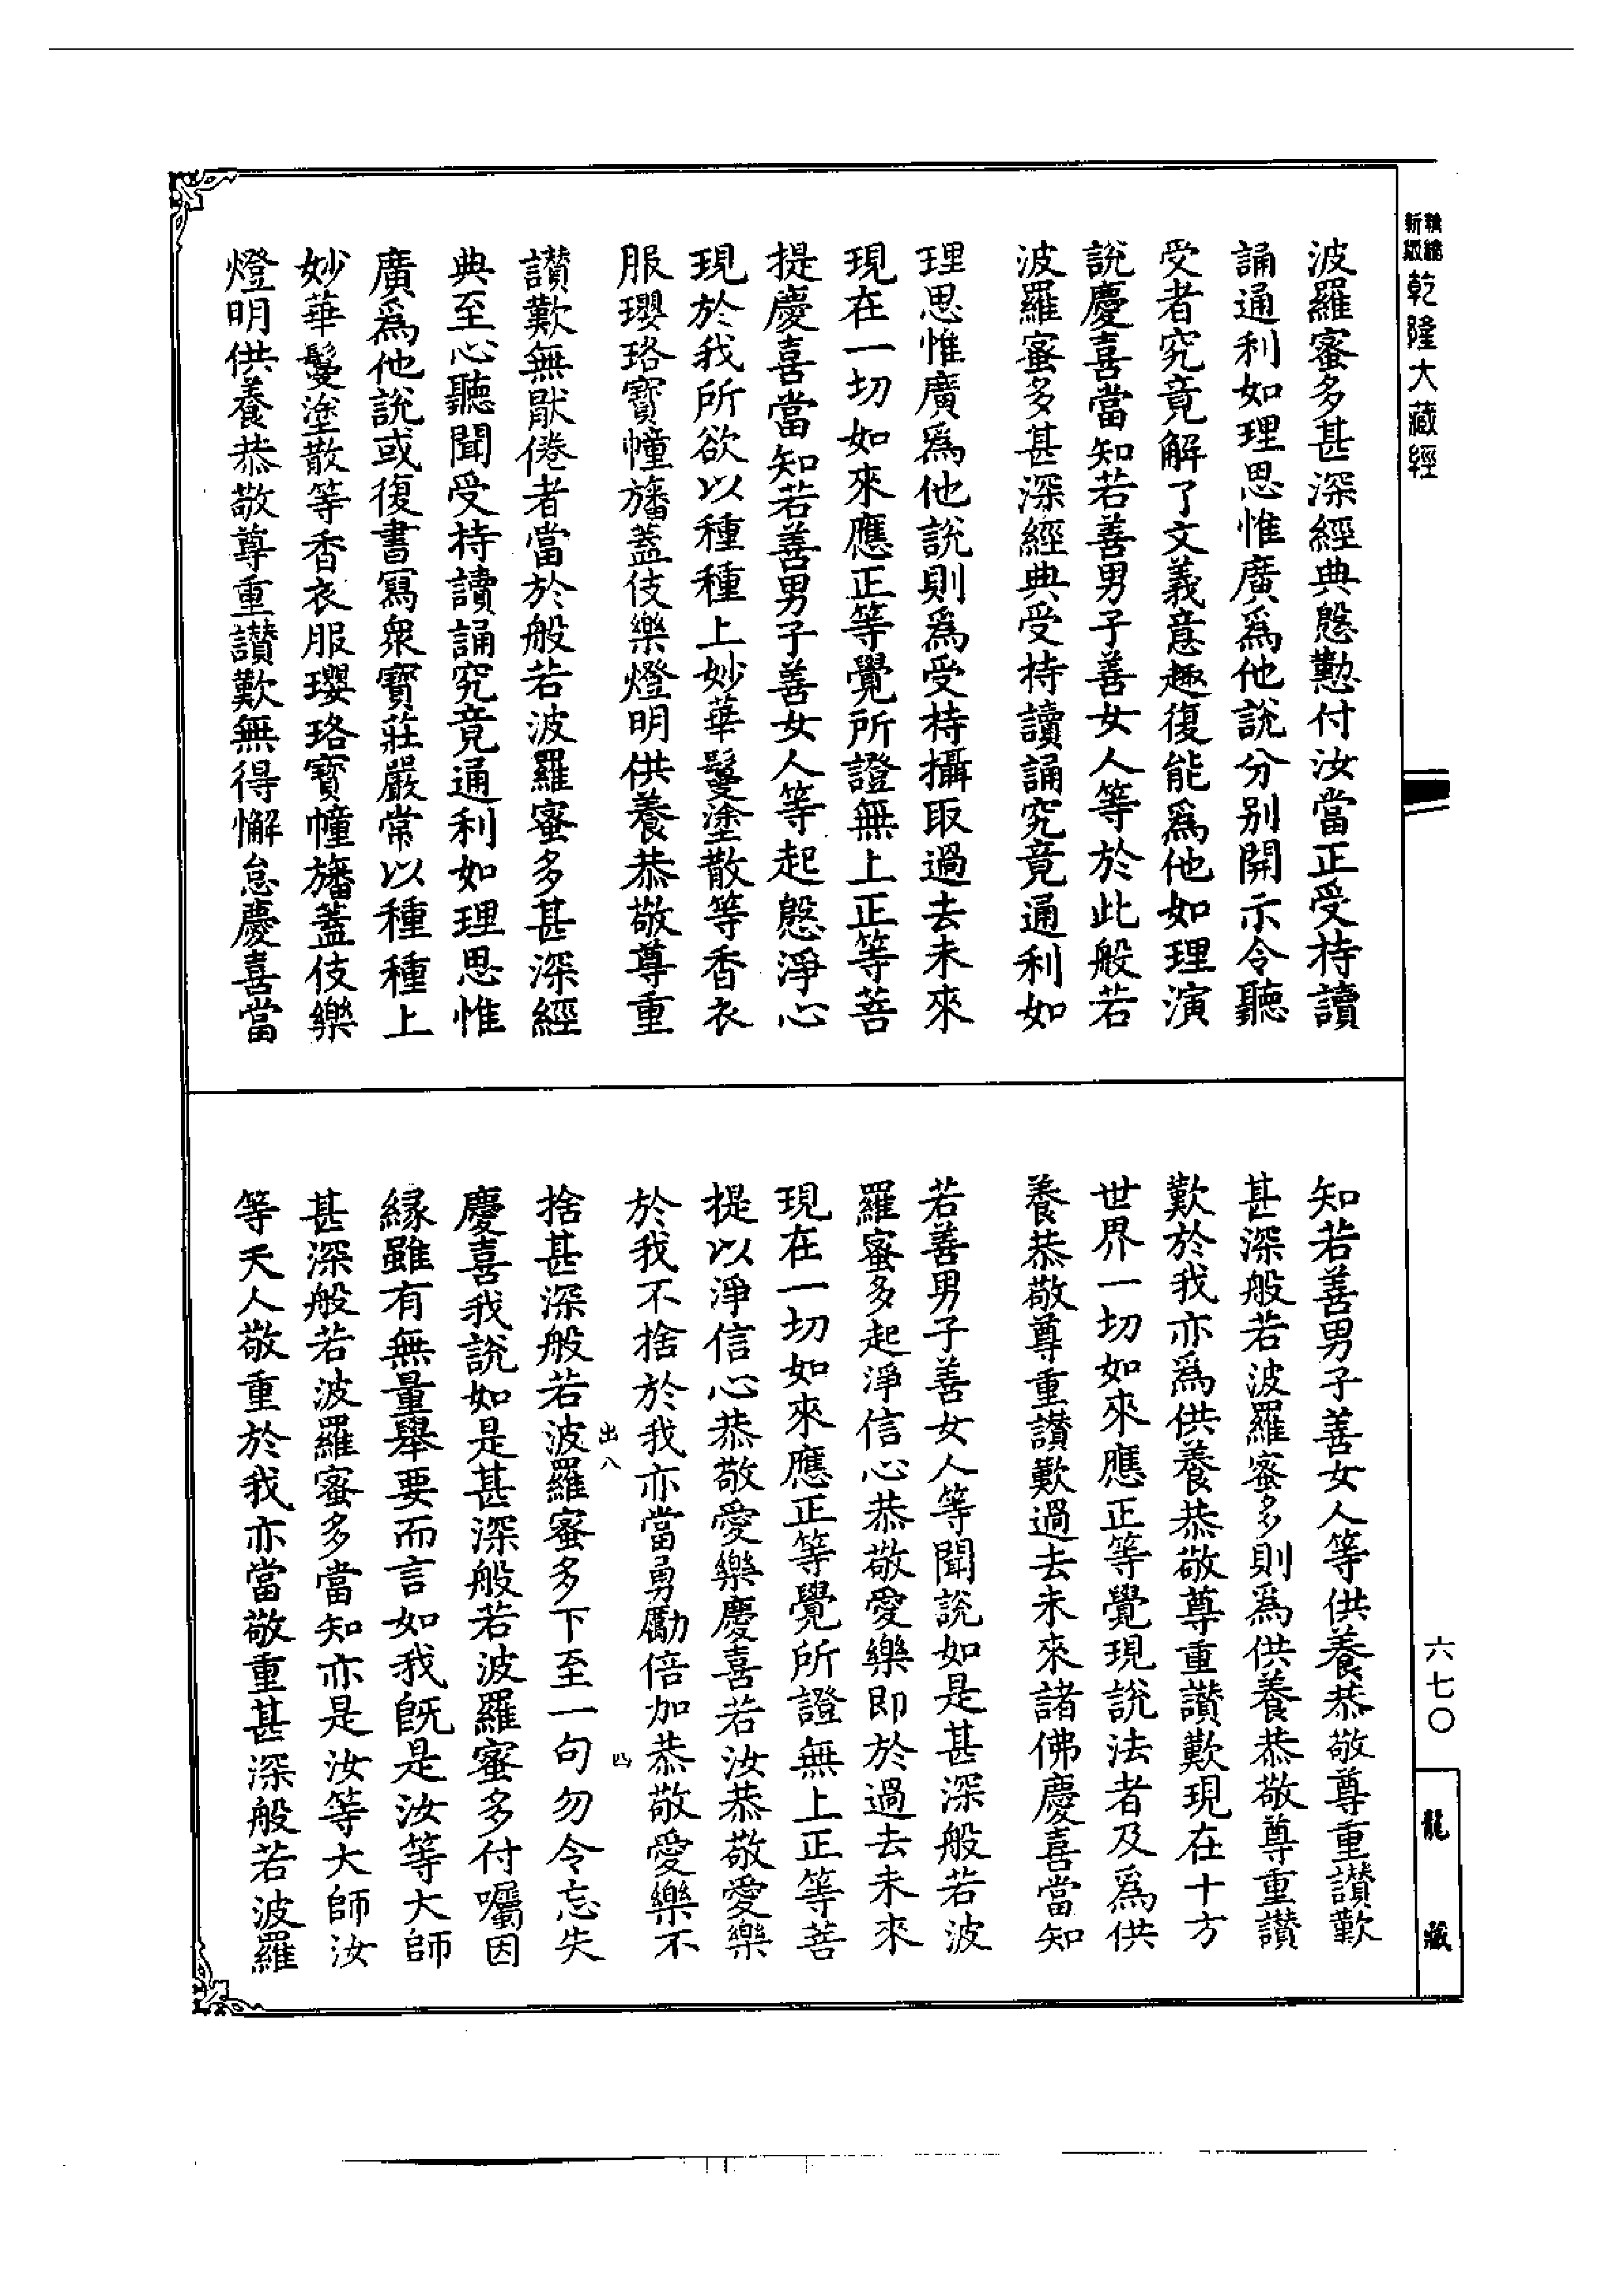 新編縮版乾隆大藏經
波羅蜜多甚深經典慇懃付汝當正受持讀
誦通利如理思惟廣爲他說分別開示令聽
受者究竟解了文義意趣復能爲他如理演
說慶喜當知若善男子善女人等於此般若
波羅蜜多甚深經典受持讀誦究竟通利如
理思惟廣爲他說則爲受持攝取過去未來
現在一切如來應正等覺所證無上正等菩
提慶喜當知若善男子善女人等起慇淨心
現於我所欲以種種上妙華鬘塗散等香衣
服瓔珞寶幢旛蓋伎樂燈明供養恭敬尊重
讃歎無猒倦者當於般若波羅蜜多甚深經
典至心聽聞受持讀誦究竟通利如理思惟
廣爲他說或復書寫衆寶莊嚴常以種種上
妙華鬘塗散等香衣服瓔珞寶幢旛蓋伎樂
燈明供養恭敬尊重讃歎無得懈怠慶喜當
知若善男子善女人等供養恭敬尊重讃歎
甚深般若波羅蜜多則爲供養恭敬尊重讃
歎於我亦爲供養恭敬尊重讃歎現在十方
世界一切如來應正等覺現說法者及爲供
養恭敬尊重讃歎過去未來諸佛慶喜當知
若善男子善女人等聞說如是甚深般若波
羅蜜多起淨信心恭敬愛樂即於過去未來
現在一切如來應正等覺所證無上正等菩
提以淨信心恭敬愛樂慶喜若汝恭敬愛樂
於我不捨於我亦當勇勵倍加恭敬愛樂不
出八 四
捨甚深般若波羅蜜多下至一句勿令忘失
慶喜我說如是甚深般若波羅蜜多付囑因
緣雖有無量舉要而言如我旣是汝等大師
甚深般若波羅蜜多當知亦是汝等大師汝
等天人敬重於我亦當敬重甚深般若波羅
六七〇
龍藏